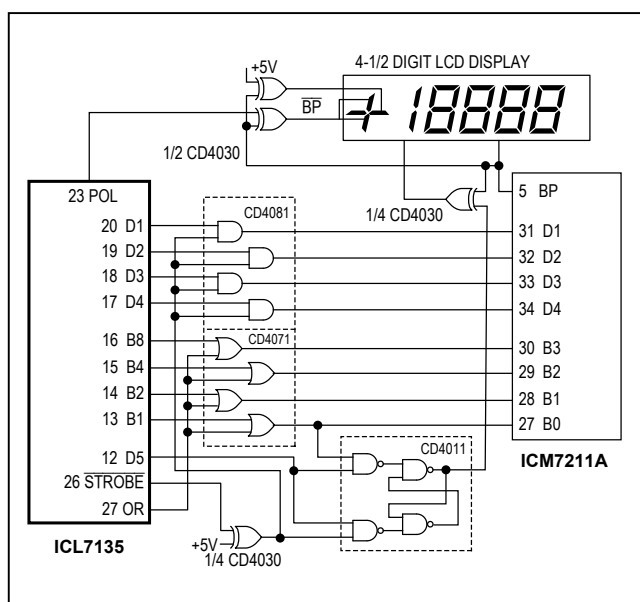 4-1/2 DIGIT LCD DISPLAY
+5V
BP
+18888
1/2 CD4030
1/4 CD4030
23 POL
5 BP
CD4081
20 D1
31 D1
19 D2
32 D2
18 D3
33 D3
17 D4
34 D4
16 B8
CD4071
30 B3
15 B4
29 B2
14 B2
28 B1
13 B1
27 B0
12 D5
CD4011
ICM7211A
26 STROBE
27 OR
+5V
ICL7135
1/4 CD4030